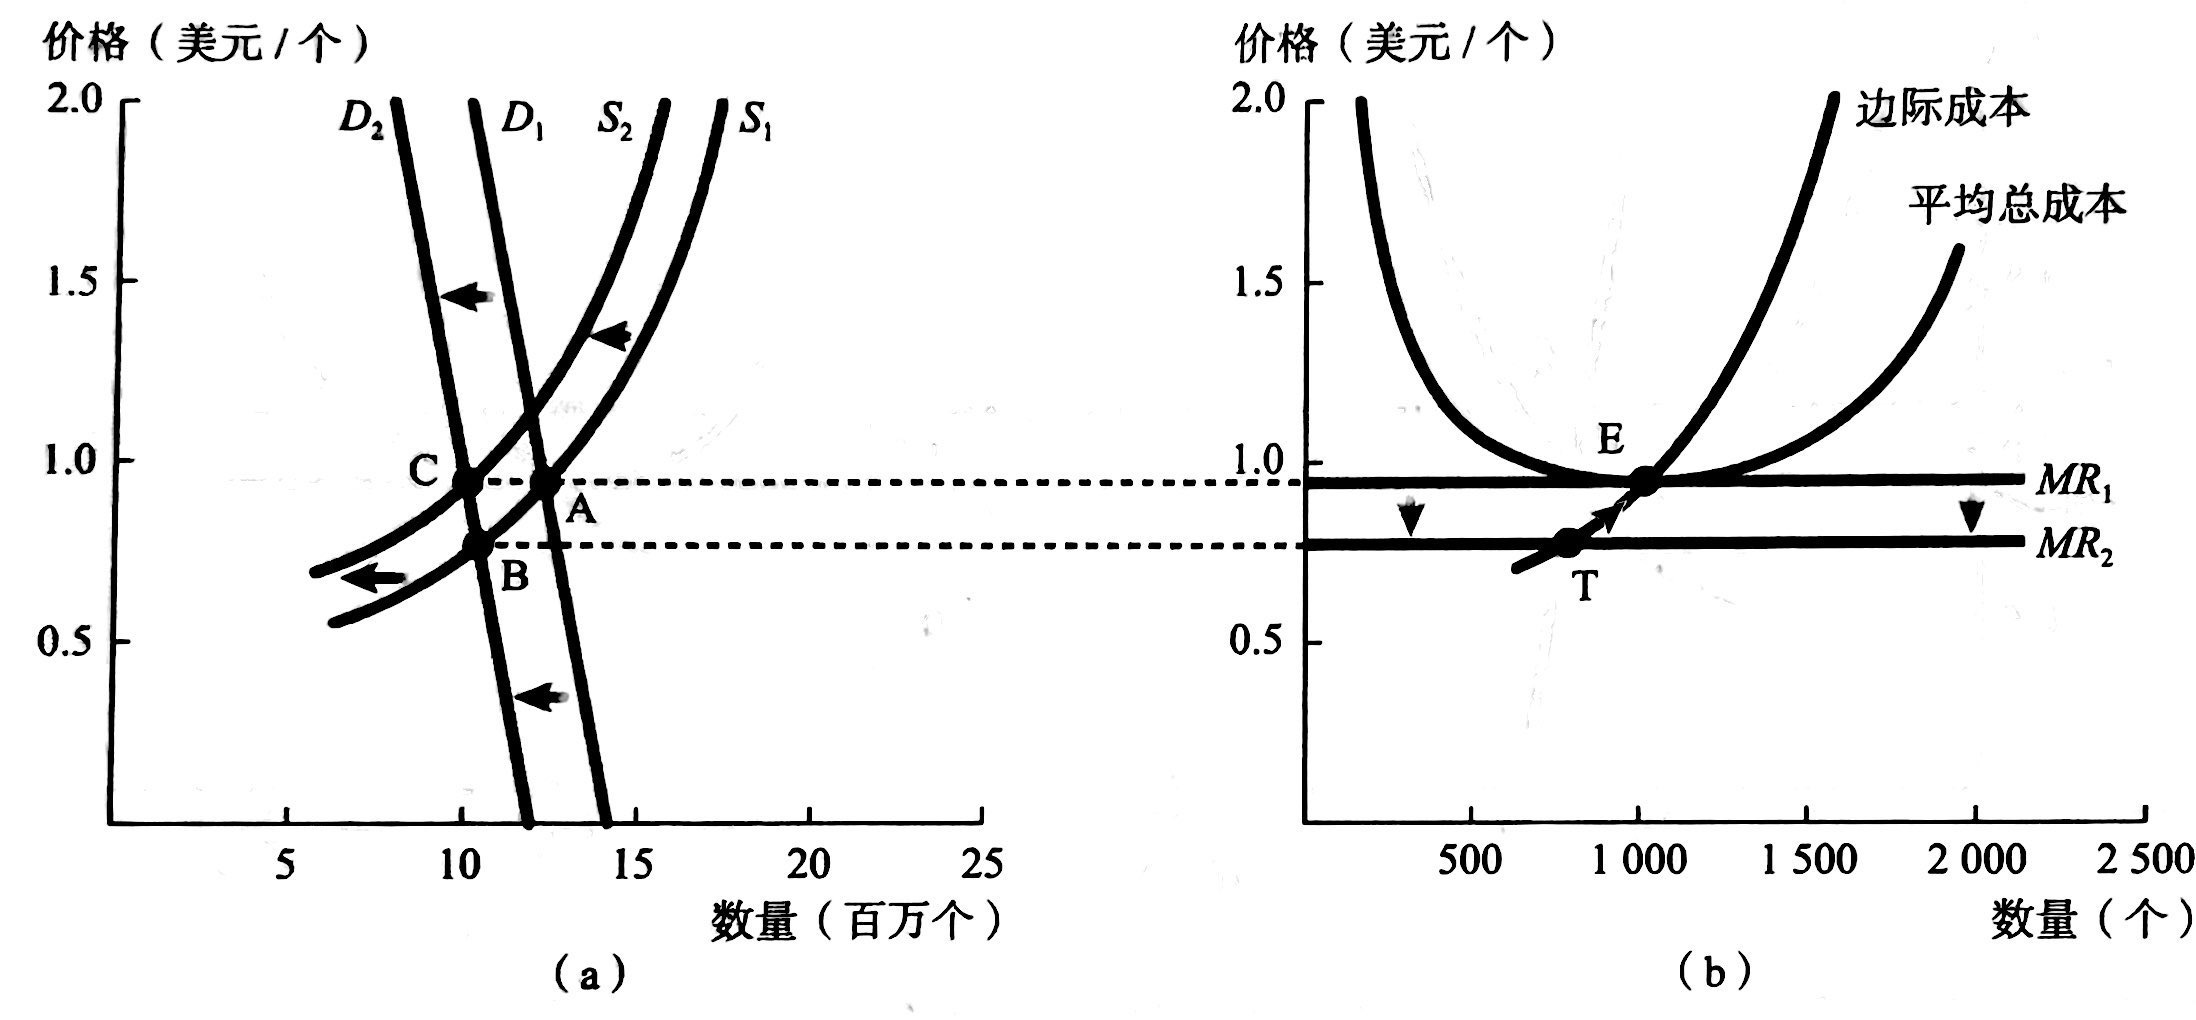 价格（美元/个）
2.0
1.5
1.0
0.5
D₂
D₁
S₂
S₁
C
A
B
5
10
15
20
25
数量（百万个）
（a）
价格（美元/个）
2.0
1.5
1.0
0.5
边际成本
平均总成本
E
MR₁
MR₂
T
500
1 000
1 500
2 000
2 500
数量（个）
（b）